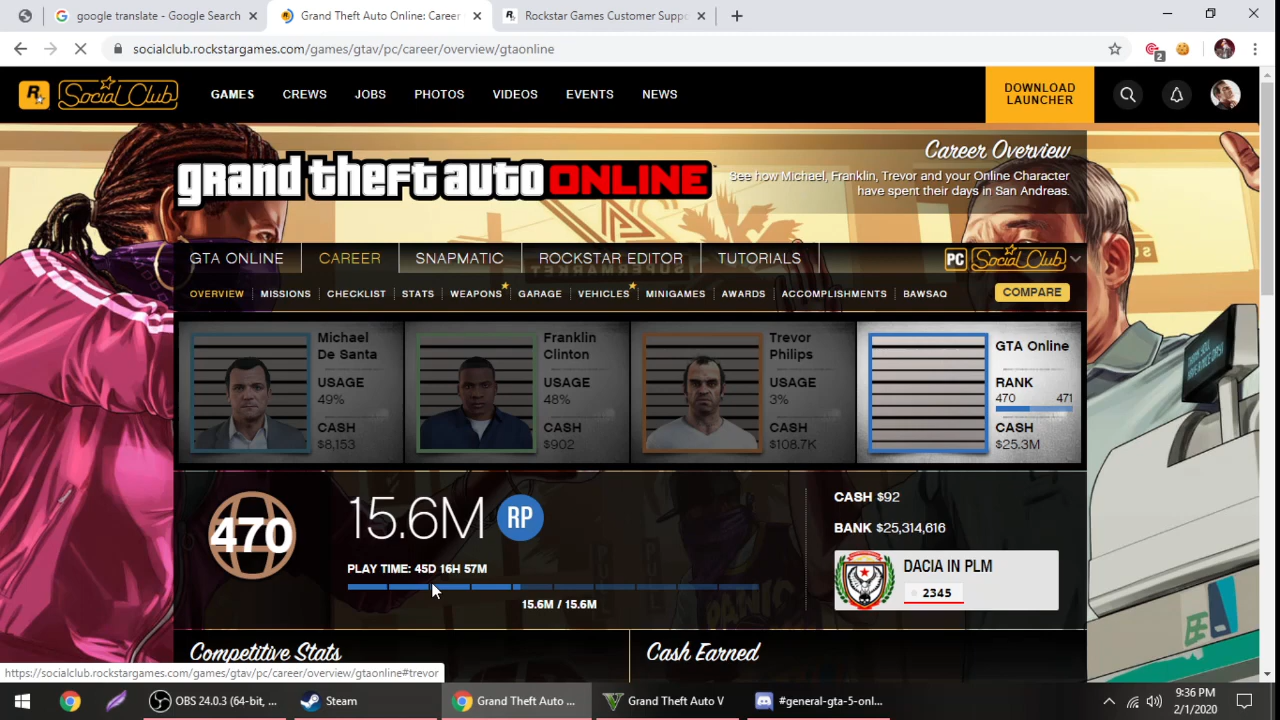 google translate - Google Search
Grand Theft Auto Online: Career
Rockstar Games Customer Suppo
socialclub.rockstargames.com/games/gtav/pc/career/overview/gtaonline
2
R
Social Club
GAMES
CREWS
JOBS
PHOTOS
VIDEOS
EVENTS
NEWS
DOWNLOAD
LAUNCHER
grand theft auto ONLINE
Career Overview
See how Michael, Franklin, Trevor and your Online Character
have spent their days in San Andreas.
SUPERMARKET
GTA ONLINE
CAREER
SNAPMATIC
ROCKSTAR EDITOR
TUTORIALS
PC Social Club
OVERVIEW
MISSIONS
CHECKLIST
STATS
WEAPONS
GARAGE
VEHICLES
MINIGAMES
AWARDS
ACCOMPLISHMENTS
BAWSAQ
COMPARE
Michael
De Santa
USAGE
49%
CASH
$8,153
Franklin
Clinton
USAGE
48%
CASH
$902
Trevor
Philips
USAGE
3%
CASH
$108.7K
GTA Online
RANK
470 471
CASH
$25.3M
470
15.6M RP
PLAY TIME: 45D 16H 57M
15.6M / 15.6M
CASH $92
BANK $25,314,616
DACIA IN PLM
2345
Competitive Stats
Cash Earned
https://socialclub.rockstargames.com/games/gtav/pc/career/overview/gtaonline#trevor
OBS 24.0.3 (64-bit, ...
Steam
Grand Theft Auto ...
Grand Theft Auto V
#general-gta-5-onl...
9:36 PM
2/1/2020